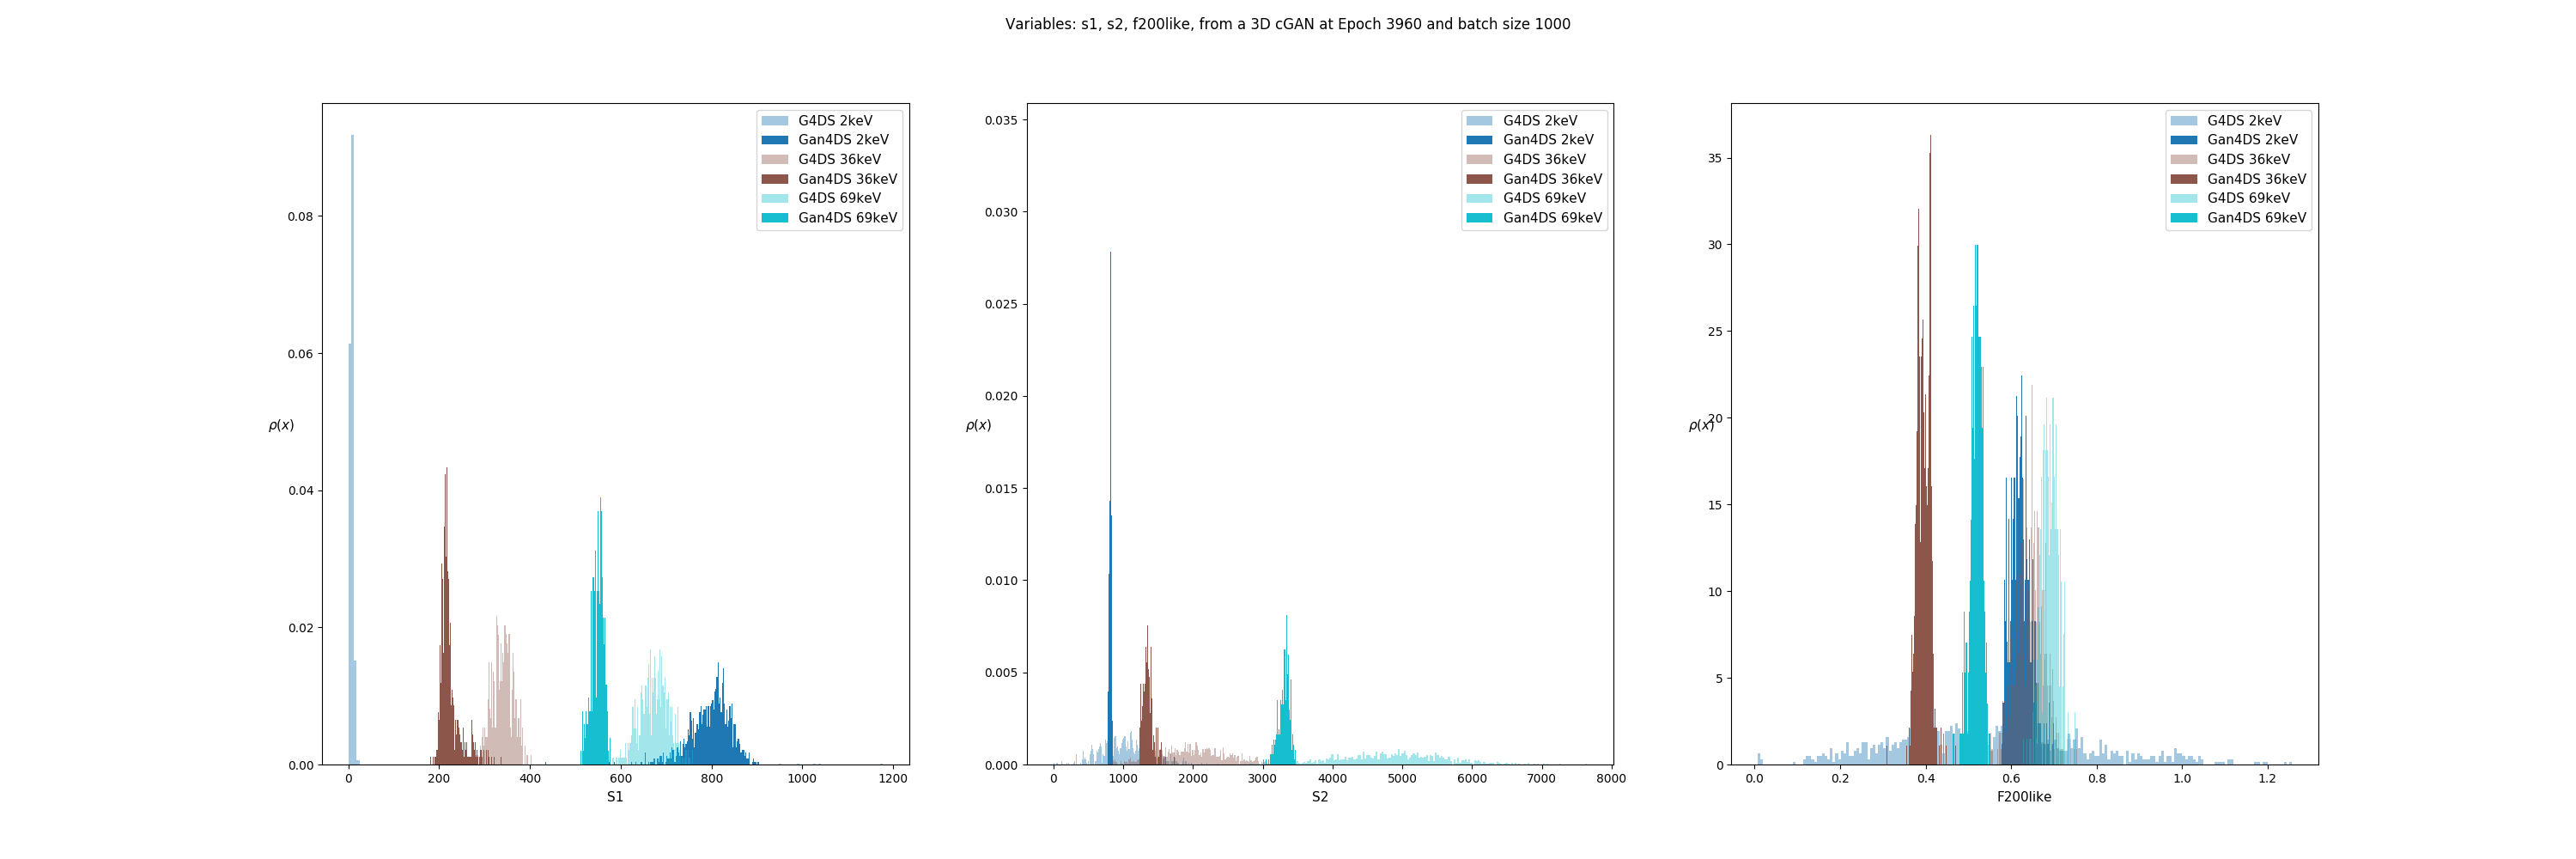 Variables: s1, s2, f200like, from a 3D cGAN at Epoch 3960 and batch size 1000
G4DS 2keV
Gan4DS 2keV
G4DS 36keV
Gan4DS 36keV
G4DS 69keV
Gan4DS 69keV
0.08
0.06
ρ(x)
0.04
0.02
0.00
0 200 400 600 800 1000 1200
S1
G4DS 2keV
Gan4DS 2keV
G4DS 36keV
Gan4DS 36keV
G4DS 69keV
Gan4DS 69keV
0.035
0.030
0.025
0.020
ρ(x)
0.015
0.010
0.005
0.000
0 1000 2000 3000 4000 5000 6000 7000 8000
S2
G4DS 2keV
Gan4DS 2keV
G4DS 36keV
Gan4DS 36keV
G4DS 69keV
Gan4DS 69keV
35
30
25
20
ρ(x)
15
10
5
0
0.0 0.2 0.4 0.6 0.8 1.0 1.2
F200like